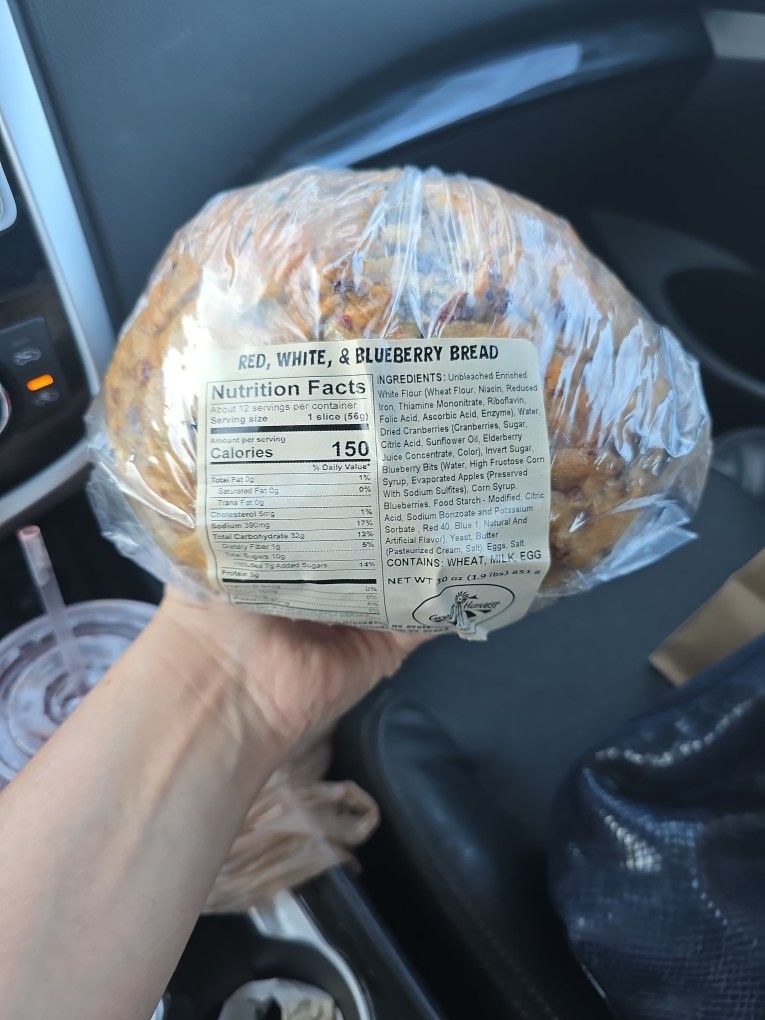 RED, WHITE, & BLUEBERRY BREAD
Nutrition Facts
About 12 servings per container
Serving size 1 slice (56g)
Amount per serving
Calories 150
% Daily Value*
Total Fat 0g 1%
Saturated Fat 0g 0%
Trans Fat 0g
Cholesterol 5mg 1%
Sodium 390mg 17%
Total Carbohydrate 32g 12%
Dietary Fiber 1g 5%
Total Sugars 10g
Includes 7g Added Sugars 14%
Protein 5g
0%
0%
INGREDIENTS: Unbleached Enriched
White Flour (Wheat Flour, Niacin, Reduced
Iron, Thiamine Mononitrate, Riboflavin,
Folic Acid, Ascorbic Acid, Enzyme), Water,
Dried Cranberries (Cranberries, Sugar,
Citric Acid, Sunflower Oil, Elderberry
Juice Concentrate, Color), Invert Sugar,
Blueberry Bits (Water, High Fructose Corn
Syrup, Evaporated Apples (Preserved
With Sodium Sulfites), Corn Syrup,
Blueberries, Food Starch - Modified, Citric
Acid, Sodium Bonzoate and Potassium
Sorbate, Red 40, Blue 1, Natural And
Artificial Flavor), Yeast, Butter
(Pasteurized Cream, Salt), Eggs, Salt
CONTAINS: WHEAT, MILK, EGG
NET WT 30 oz (1.9 lbs) 851 g
Great Harvest